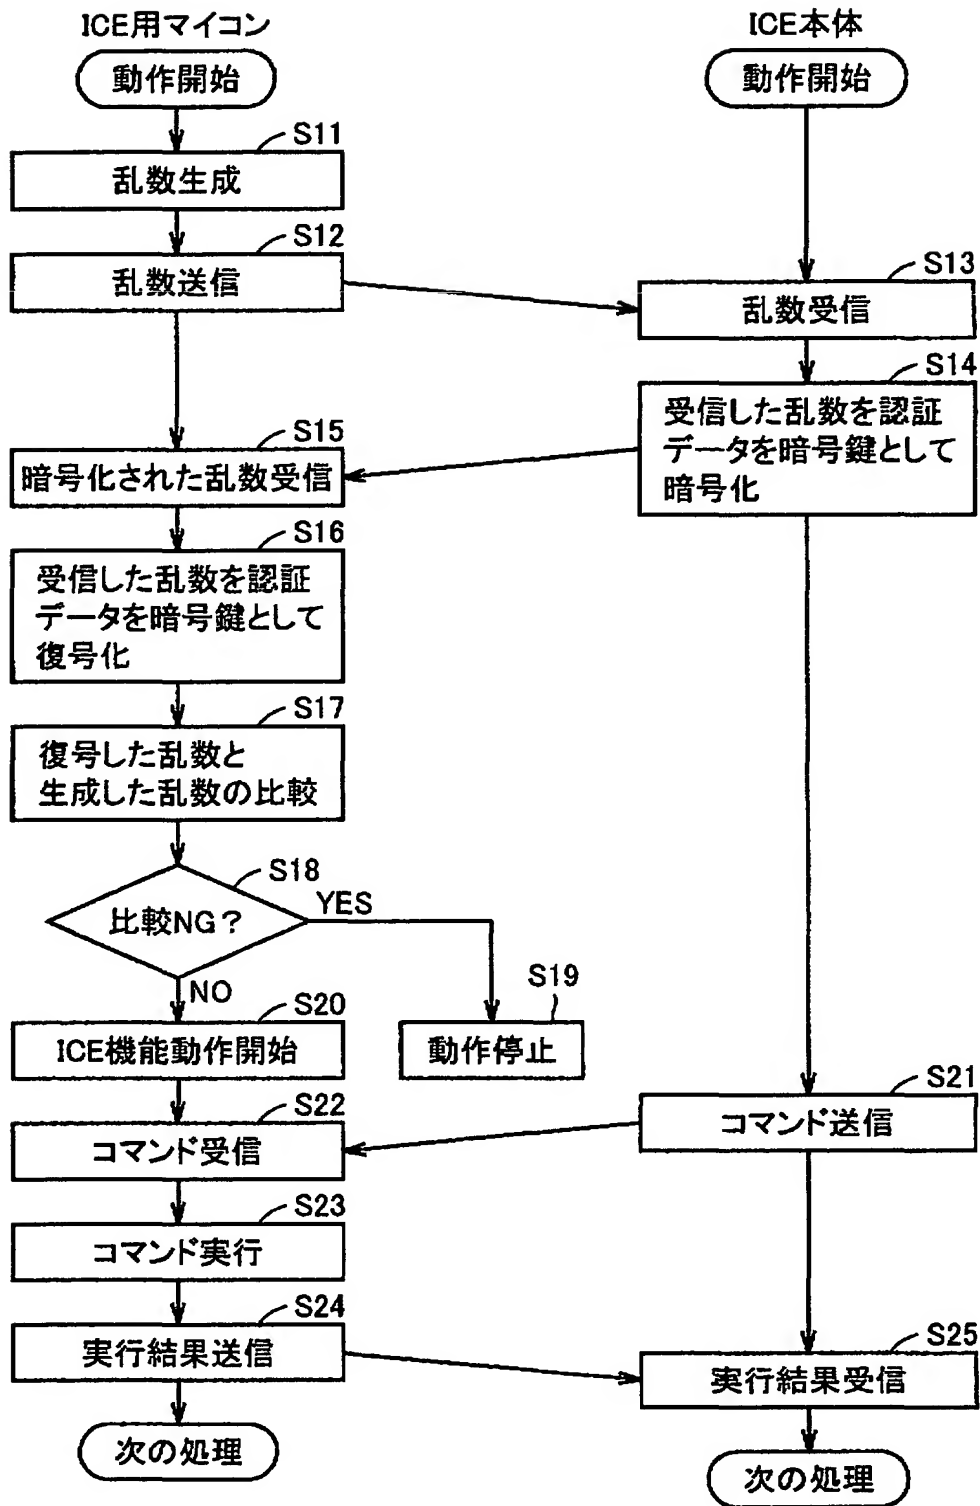 ICE用マイコン
ICE本体
動作開始
動作開始
S11
乱数生成
S12
乱数送信
S13
乱数受信
S14
受信した乱数を認証
データを暗号鍵として
暗号化
S15
暗号化された乱数受信
S16
受信した乱数を認証
データを暗号鍵として
復号化
S17
復号した乱数と
生成した乱数の比較
S18
比較NG?
YES
NO
S19
動作停止
S20
ICE機能動作開始
S21
コマンド送信
S22
コマンド受信
S23
コマンド実行
S24
実行結果送信
S25
実行結果受信
次の処理
次の処理